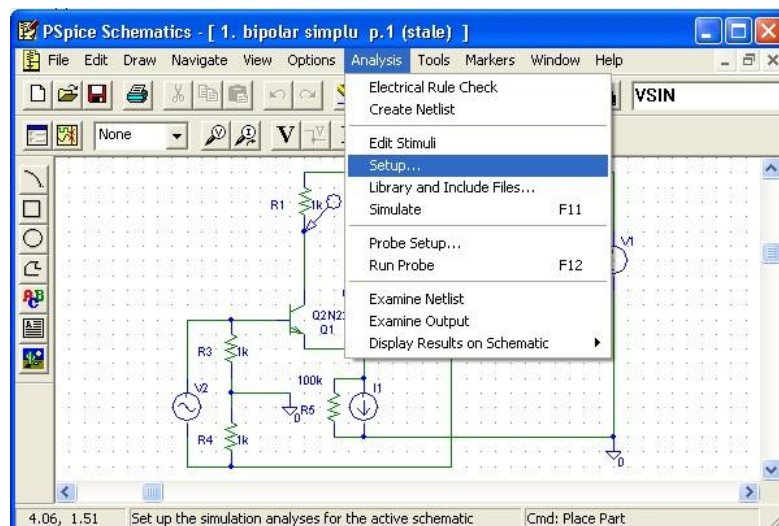 PSpice Schematics - [ 1. bipolar simplu p.1 (stale) ]
File Edit Draw Navigate View Options Analysis Tools Markers Window Help
VSIN
None
V
Electrical Rule Check
Create Netlist
Edit Stimuli
Setup...
Library and Include Files...
Simulate F11
Probe Setup...
Run Probe F12
Examine Netlist
Examine Output
Display Results on Schematic
R1 1k
V1
Q1
R3 1k
V2
100k
R5
I1
0
R4 1k
0
4.06, 1.51 Set up the simulation analyses for the active schematic Cmd: Place Part